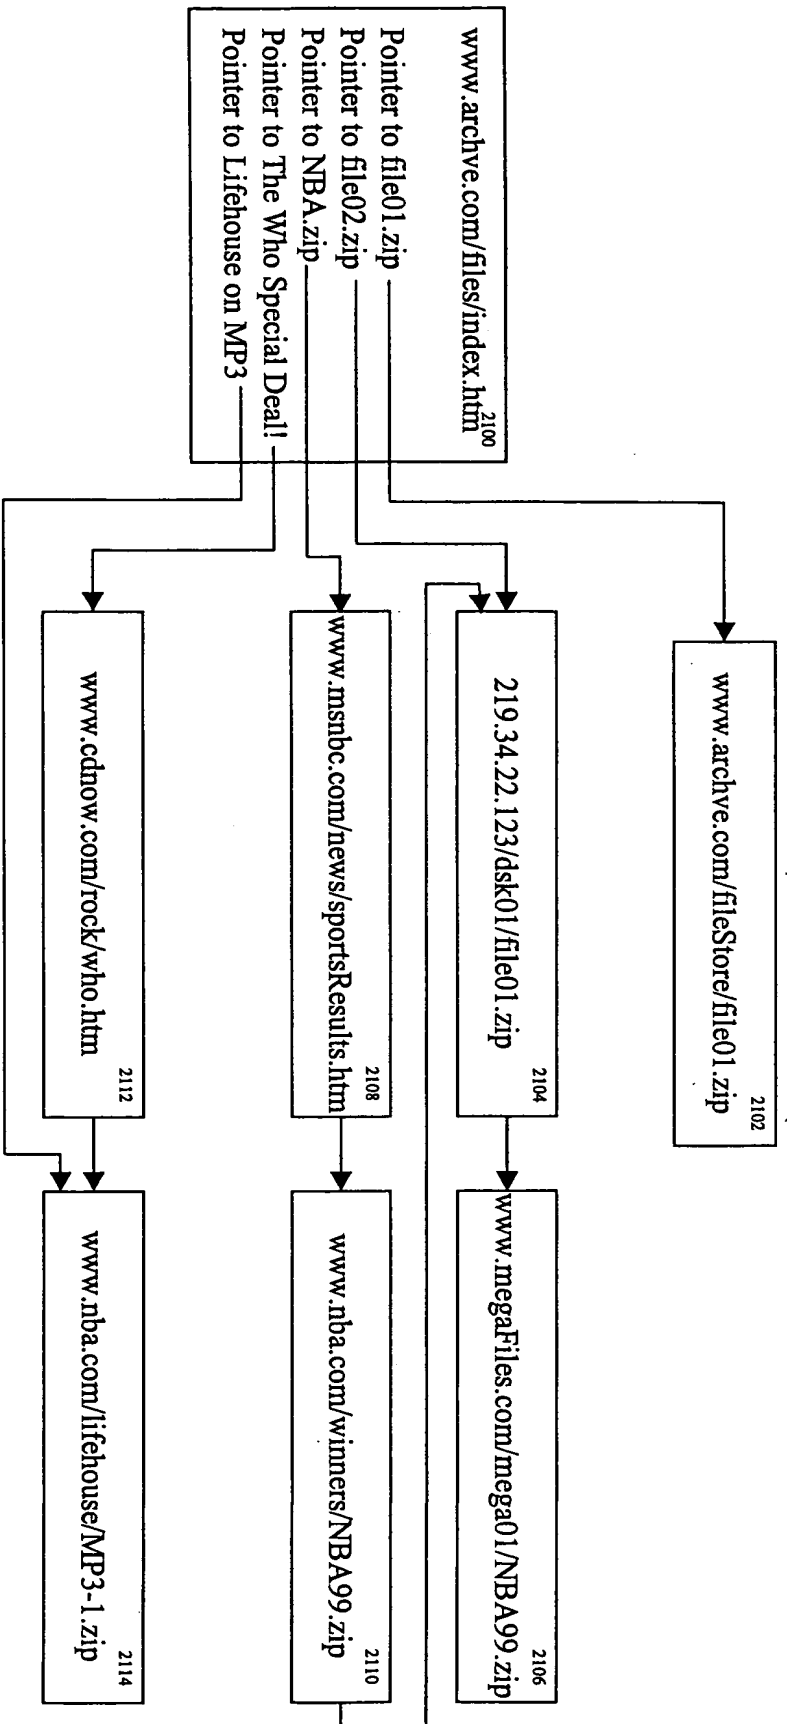 www.archve.com/files/index.htm
2100
Pointer to file01.zip
Pointer to file02.zip
Pointer to NBA.zip
Pointer to The Who Special Deal!
Pointer to Lifehouse on MP3
www.archve.com/fileStore/file01.zip
2102
219.34.22.123/dsk01/file01.zip
2104
www.megaFiles.com/mega01/NBA99.zip
2106
www.msnbc.com/news/sportsResults.htm
2108
www.nba.com/winners/NBA99.zip
2110
www.cdnow.com/rock/who.htm
2112
www.nba.com/lifehouse/MP3-1.zip
2114